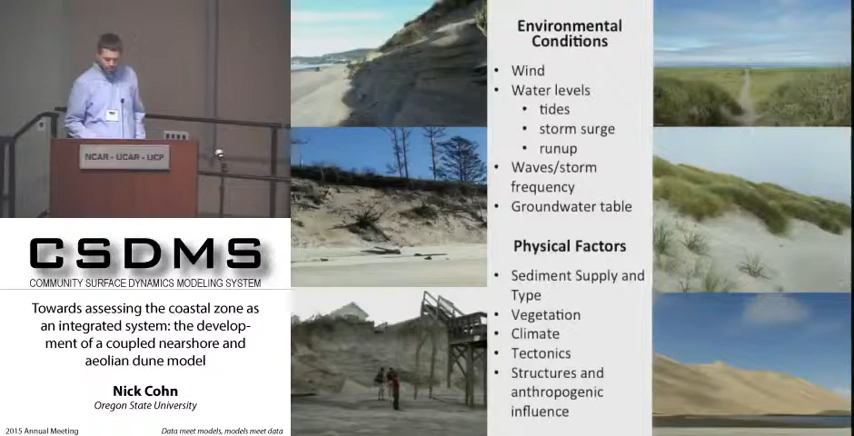 NCAR - UCAR - UCP
CSDMS
COMMUNITY SURFACE DYNAMICS MODELING SYSTEM
Towards assessing the coastal zone as
an integrated system: the develop-
ment of a coupled nearshore and
aeolian dune model
Nick Cohn
Oregon State University
2015 Annual Meeting
Data meet models, models meet data
Environmental
Conditions
• Wind
• Water levels
• tides
• storm surge
• runup
• Waves/storm
frequency
• Groundwater table
Physical Factors
• Sediment Supply and
Type
• Vegetation
• Climate
• Tectonics
• Structures and
anthropogenic
influence